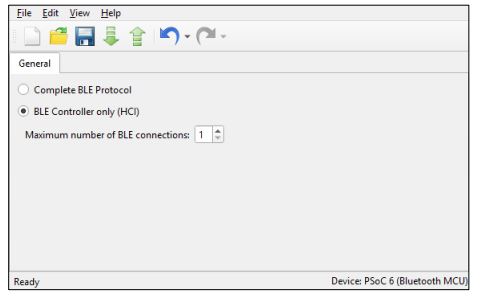 File Edit View Help
General
Complete BLE Protocol
BLE Controller only (HCI)
Maximum number of BLE connections: 1
Ready Device: PSoC 6 (Bluetooth MCU)